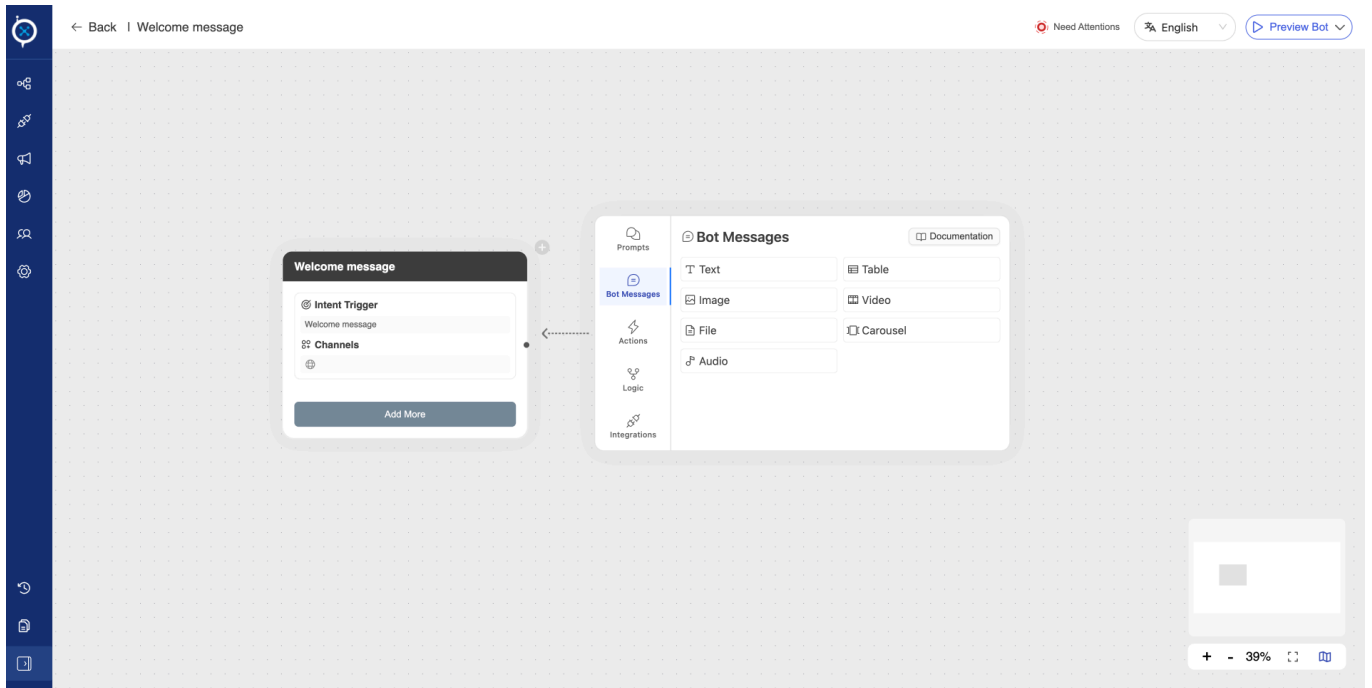 ← Back | Welcome message
Need Attentions
English
Preview Bot
Welcome message
Intent Trigger
Welcome message
Channels
Add More
Prompts
Bot Messages
Actions
Logic
Integrations
Bot Messages
Documentation
Text
Table
Image
Video
File
Carousel
Audio
+ - 39%